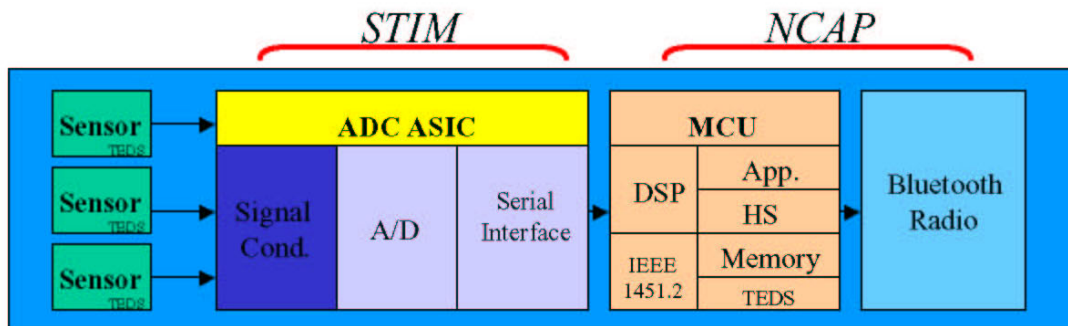 STIM
NCAP
Sensor
TEDS
Sensor
TEDS
Sensor
TEDS
ADC ASIC
Signal
Cond.
A/D
Serial
Interface
MCU
DSP
App.
HS
IEEE
1451.2
Memory
TEDS
Bluetooth
Radio